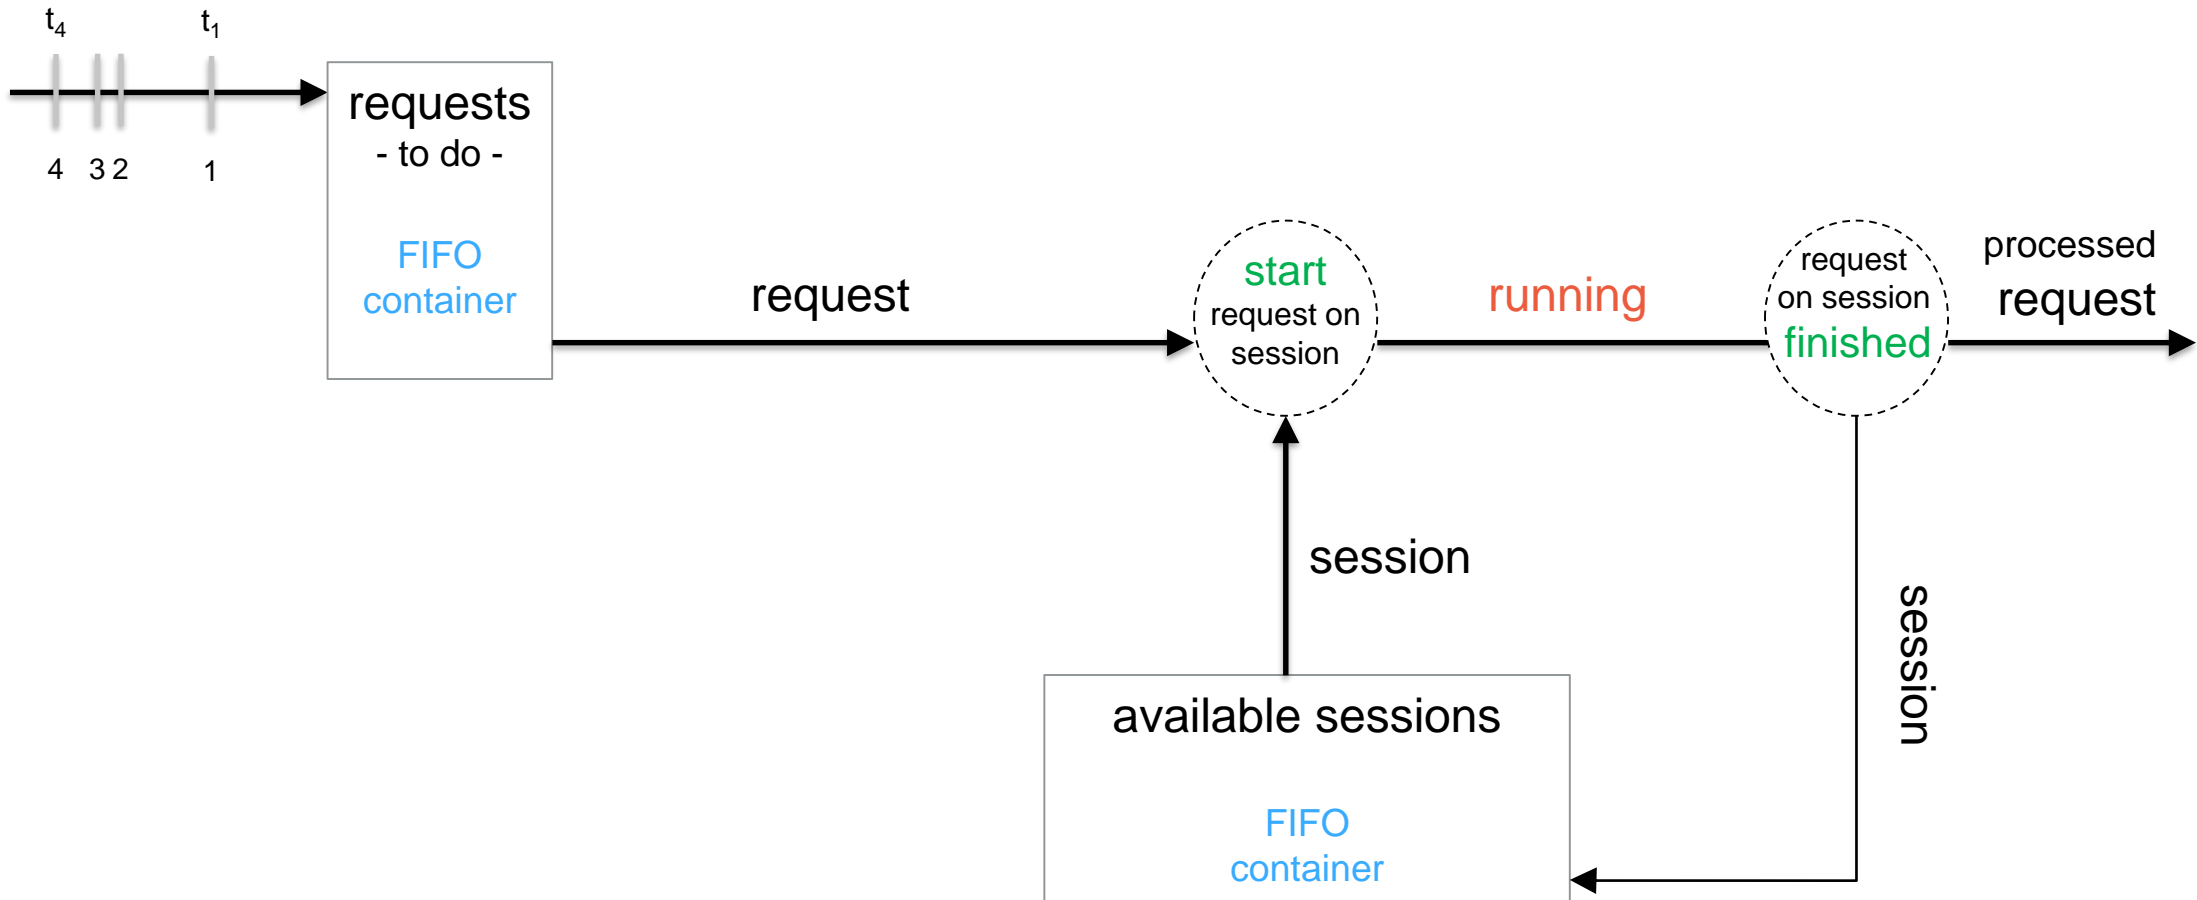 t₄ t₁
4 3 2 1
requests
- to do -
FIFO
container
request
start
request on
session
running
request
on session
finished
processed
request
session
session
available sessions
FIFO
container